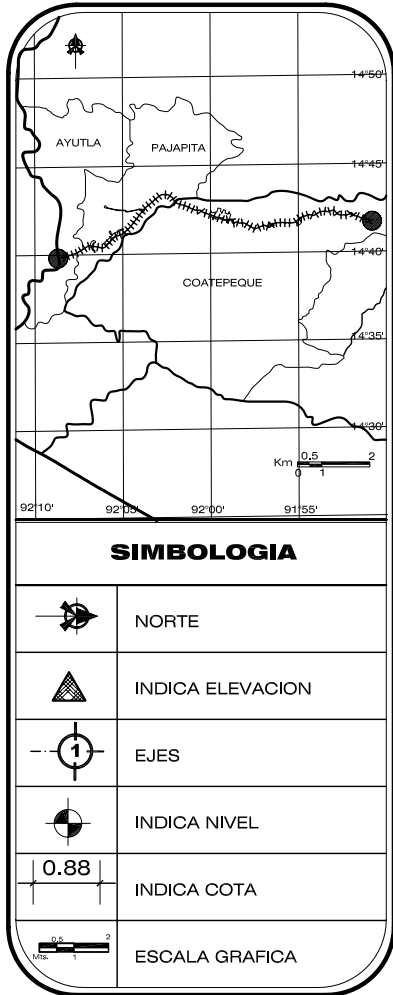 14°50'
AYUTLA
PAJAPITA
14°45'
14°40'
COATEPEQUE
14°35'
14°30'
Km 0.5 2
0 1
92°10' 92°05' 92°00' 91°55'
SIMBOLOGIA
NORTE
INDICA ELEVACION
1
EJES
INDICA NIVEL
0.88
INDICA COTA
0.5 2
Mts. 1
ESCALA GRAFICA